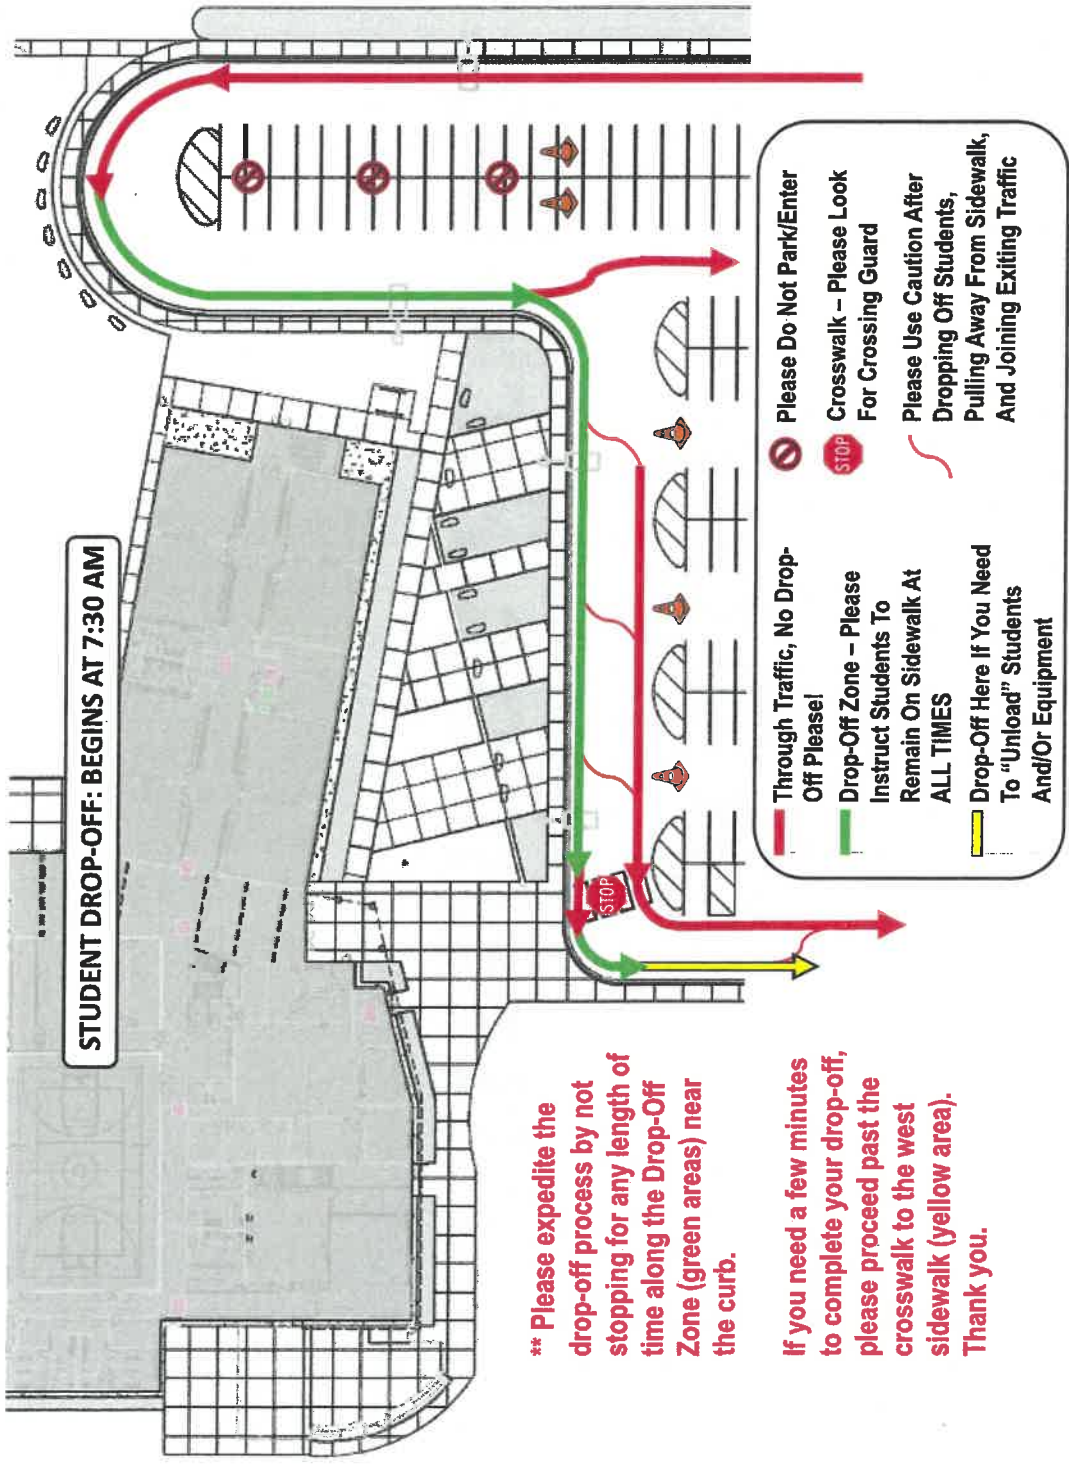 STUDENT DROP-OFF: BEGINS AT 7:30 AM
** Please expedite the
drop-off process by not
stopping for any length of
time along the Drop-Off
Zone (green areas) near
the curb.
If you need a few minutes
to complete your drop-off,
please proceed past the
crosswalk to the west
sidewalk (yellow area).
Thank you.
STOP
Through Traffic, No Drop-
Off Please!
Drop-Off Zone – Please
Instruct Students To
Remain On Sidewalk At
ALL TIMES
Drop-Off Here If You Need
To "Unload" Students
And/Or Equipment
Please Do Not Park/Enter
STOP
Crosswalk – Please Look
For Crossing Guard
Please Use Caution After
Dropping Off Students,
Pulling Away From Sidewalk,
And Joining Exiting Traffic